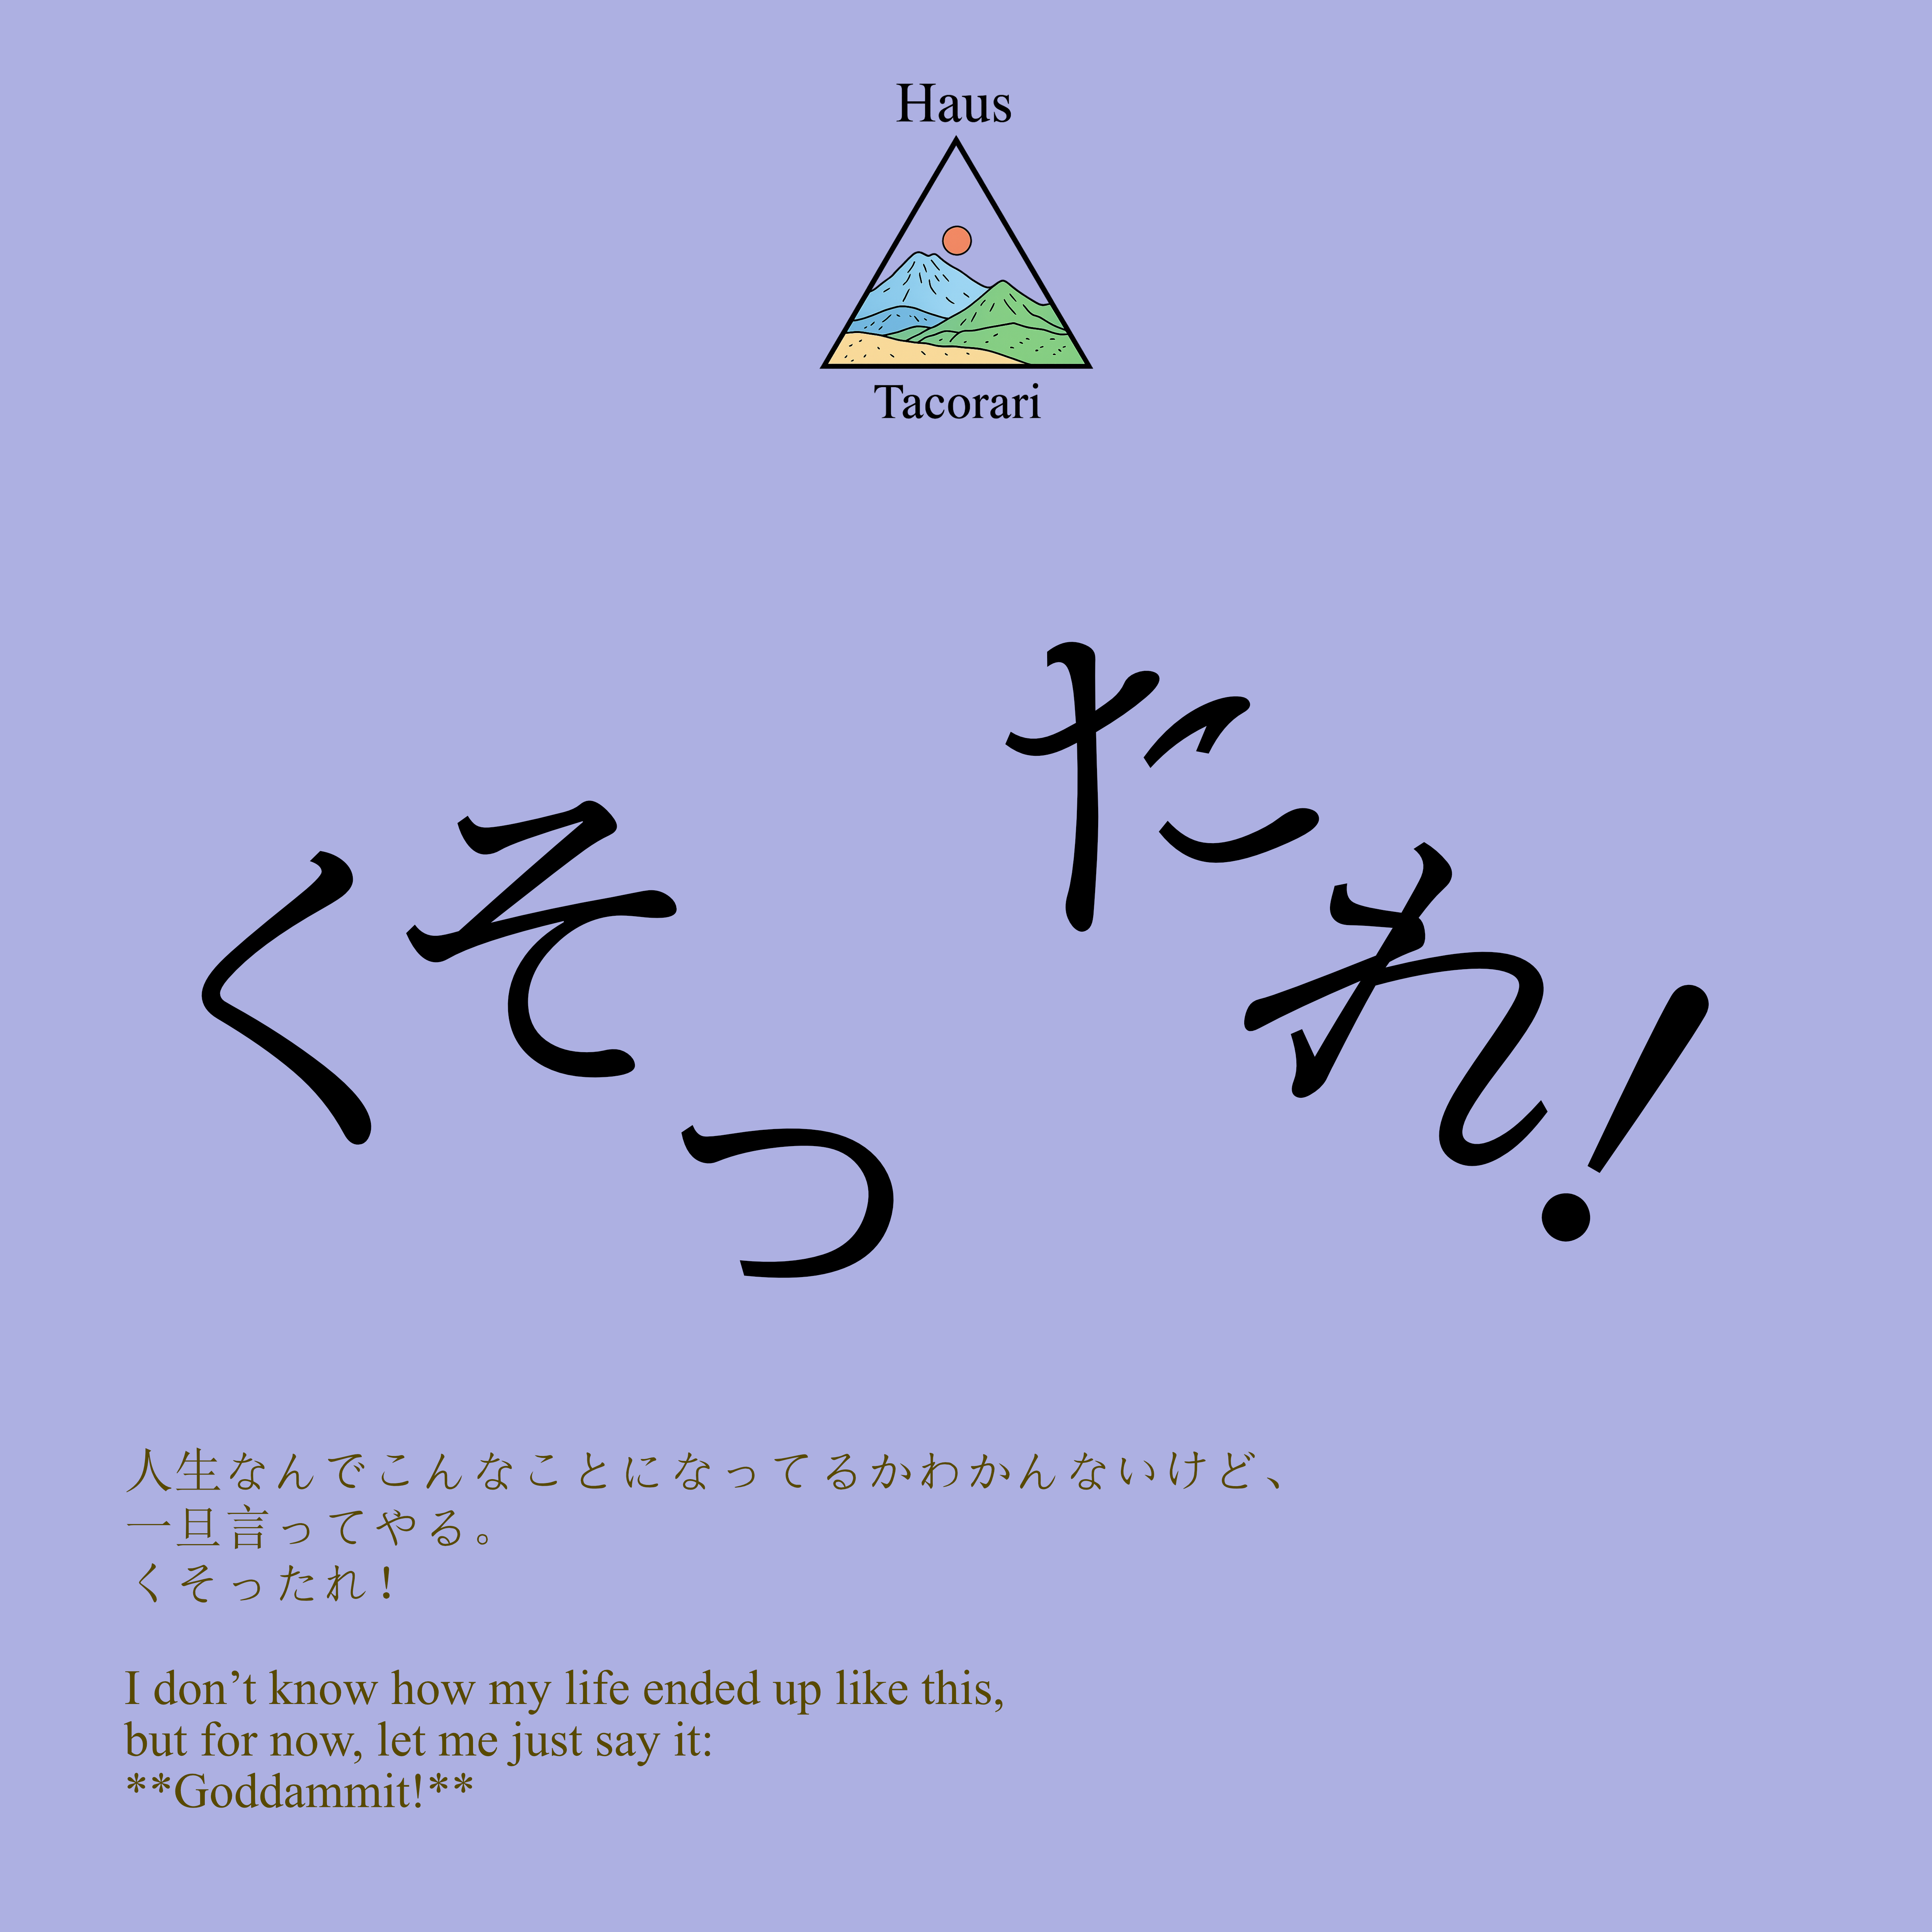 Haus
Tacorari
くそったれ！
人生なんでこんなことになってるかわかんないけど、
一旦言ってやる。
くそったれ！
I don’t know how my life ended up like this,
but for now, let me just say it:
**Goddammit!**